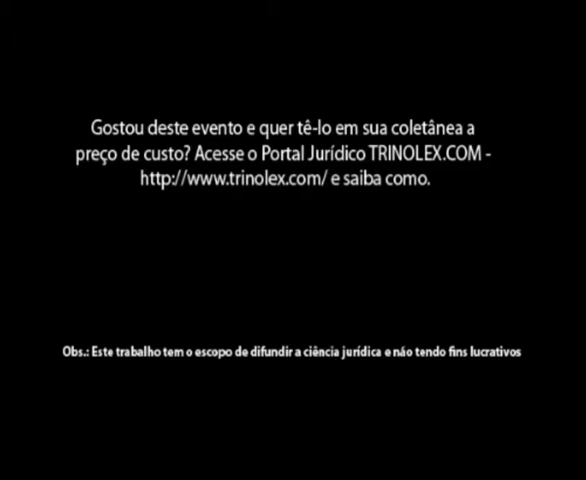 Gostou deste evento e quer tê-lo em sua coletânea a
preço de custo? Acesse o Portal Jurídico TRINOLEX.COM -
http://www.trinolex.com/ e saiba como.
Obs.: Este trabalho tem o escopo de difundir a ciência jurídica e não tendo fins lucrativos